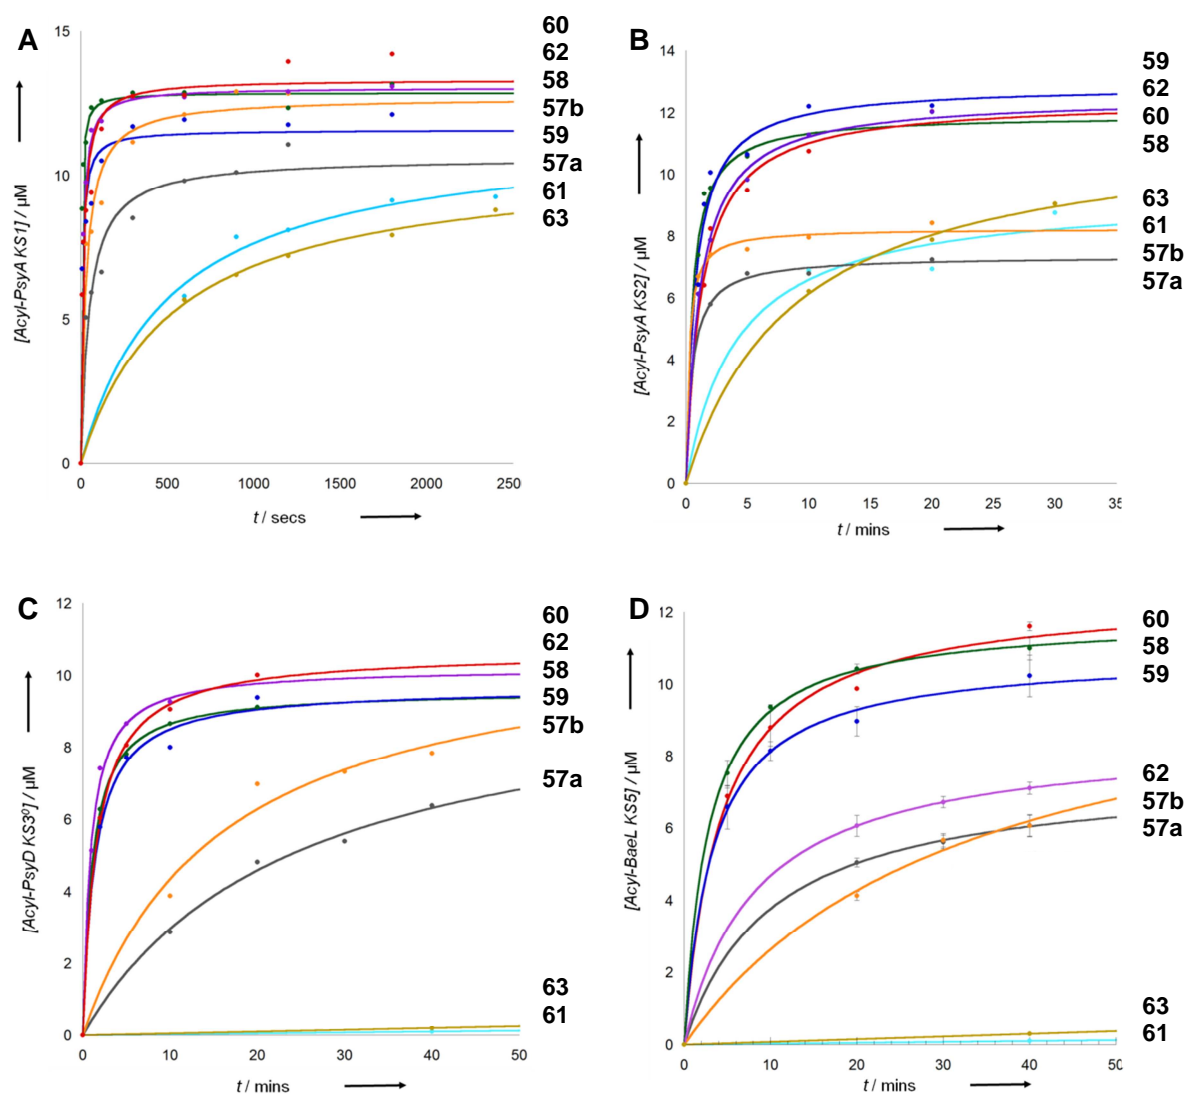 A
15
10
5
0
[Acyl-PsyA KS1] / µM
0 500 1000 1500 2000 250
t / secs
60
62
58
57b
59
57a
61
63
B
14
12
10
8
6
4
2
0
[Acyl-PsyA KS2] / µM
0 5 10 15 20 25 30 35
t / mins
59
62
60
58
63
61
57b
57a
C
12
10
8
6
4
2
0
[Acyl-PsyD KS3⁰] / µM
0 10 20 30 40 50
t / mins
60
62
58
59
57b
57a
63
61
D
12
10
8
6
4
2
0
[Acyl-BaeL KS5] / µM
0 10 20 30 40 50
t / mins
60
58
59
62
57b
57a
63
61